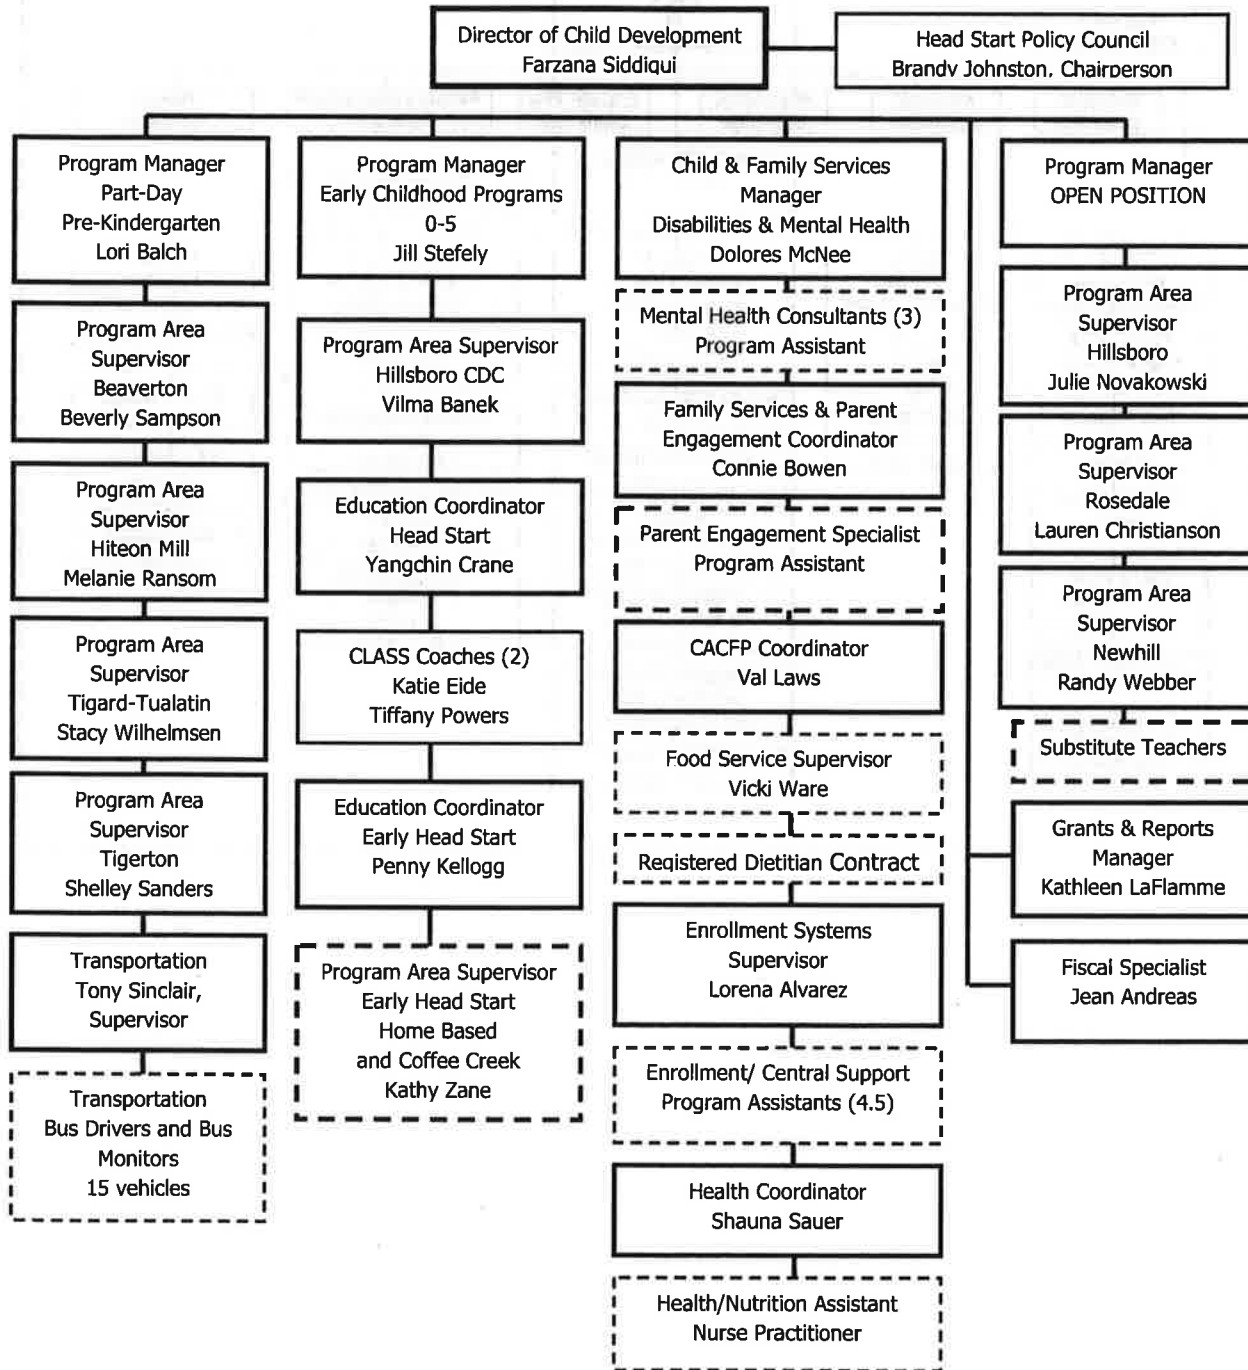 Director of Child Development
Farzana Siddiqui
Head Start Policy Council
Brandy Johnston, Chairperson
Program Manager
Part-Day
Pre-Kindergarten
Lori Balch
Program Area
Supervisor
Beaverton
Beverly Sampson
Program Area
Supervisor
Hiteon Mill
Melanie Ransom
Program Area
Supervisor
Tigard-Tualatin
Stacy Wilhelmsen
Program Area
Supervisor
Tigerton
Shelley Sanders
Transportation
Tony Sinclair,
Supervisor
Transportation
Bus Drivers and Bus
Monitors
15 vehicles
Program Manager
Early Childhood Programs
0-5
Jill Stefely
Program Area Supervisor
Hillsboro CDC
Vilma Banek
Education Coordinator
Head Start
Yangchin Crane
CLASS Coaches (2)
Katie Eide
Tiffany Powers
Education Coordinator
Early Head Start
Penny Kellogg
Program Area Supervisor
Early Head Start
Home Based
and Coffee Creek
Kathy Zane
Child & Family Services
Manager
Disabilities & Mental Health
Dolores McNee
Mental Health Consultants (3)
Program Assistant
Family Services & Parent
Engagement Coordinator
Connie Bowen
Parent Engagement Specialist
Program Assistant
CACFP Coordinator
Val Laws
Food Service Supervisor
Vicki Ware
Registered Dietitian Contract
Enrollment Systems
Supervisor
Lorena Alvarez
Enrollment/ Central Support
Program Assistants (4.5)
Health Coordinator
Shauna Sauer
Health/Nutrition Assistant
Nurse Practitioner
Program Manager
OPEN POSITION
Program Area
Supervisor
Hillsboro
Julie Novakowski
Program Area
Supervisor
Rosedale
Lauren Christianson
Program Area
Supervisor
Newhill
Randy Webber
Substitute Teachers
Grants & Reports
Manager
Kathleen LaFlamme
Fiscal Specialist
Jean Andreas